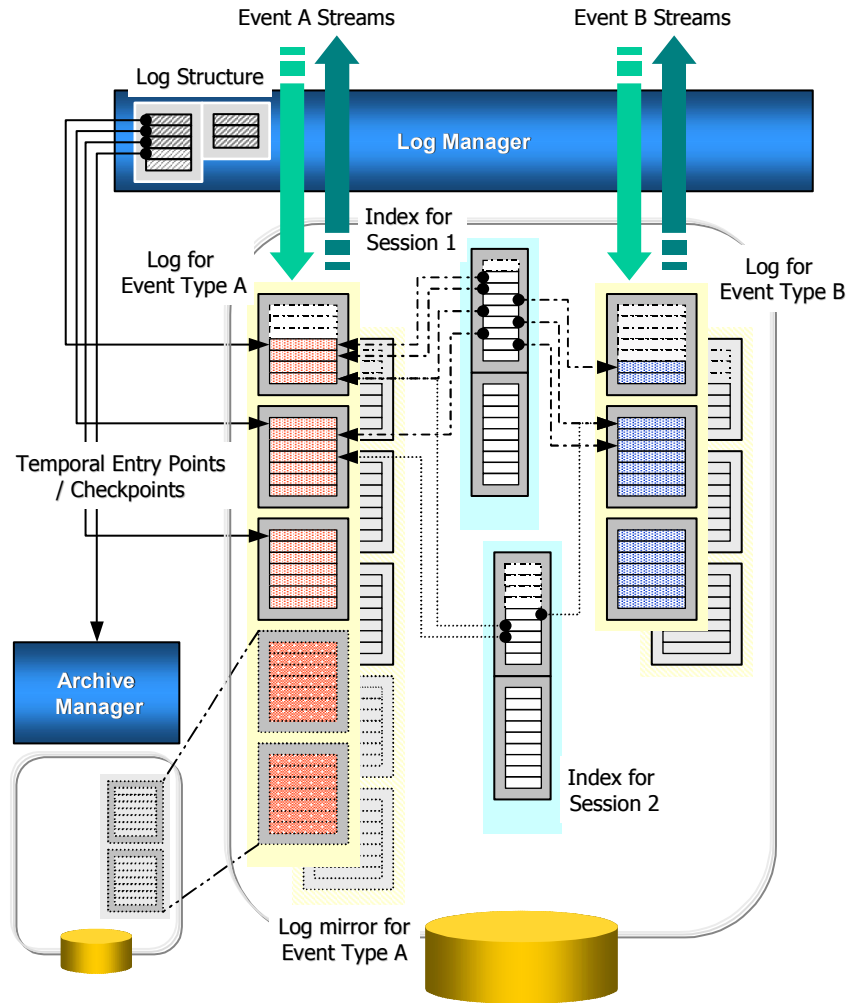 Event A Streams
Event B Streams
Log Structure
Log Manager
Index for
Session 1
Log for
Event Type A
Log for
Event Type B
Temporal Entry Points
/ Checkpoints
Archive
Manager
Index for
Session 2
Log mirror for
Event Type A